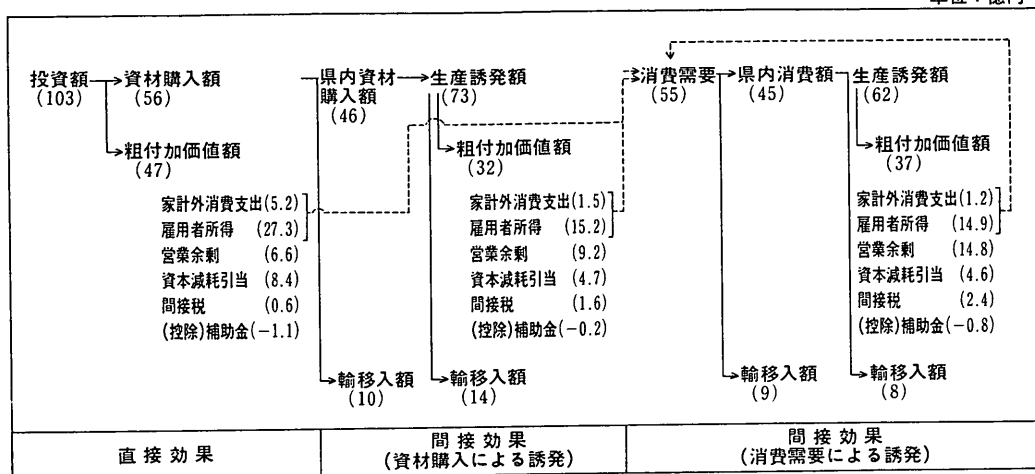 単位：億円
投資額 資材購入額 県内資材 生産誘発額 消費需要 県内消費額 生産誘発額
(103) (56) 購入額 (73) (55) (45) (62)
(46)
粗付加価値額 粗付加価値額 粗付加価値額
(47) (32) (37)
家計外消費支出(5.2) 家計外消費支出(1.5) 家計外消費支出(1.2)
雇用者所得 (27.3) 雇用者所得 (15.2) 雇用者所得 (14.9)
営業余剰 (6.6) 営業余剰 (9.2) 営業余剰 (14.8)
資本減耗引当 (8.4) 資本減耗引当 (4.7) 資本減耗引当 (4.6)
間接税 (0.6) 間接税 (1.6) 間接税 (2.4)
(控除)補助金(−1.1) (控除)補助金(−0.2) (控除)補助金(−0.8)
輸移入額 輸移入額 輸移入額 輸移入額
(10) (14) (9) (8)
直接効果 間接効果 間接効果
(資材購入による誘発) (消費需要による誘発)